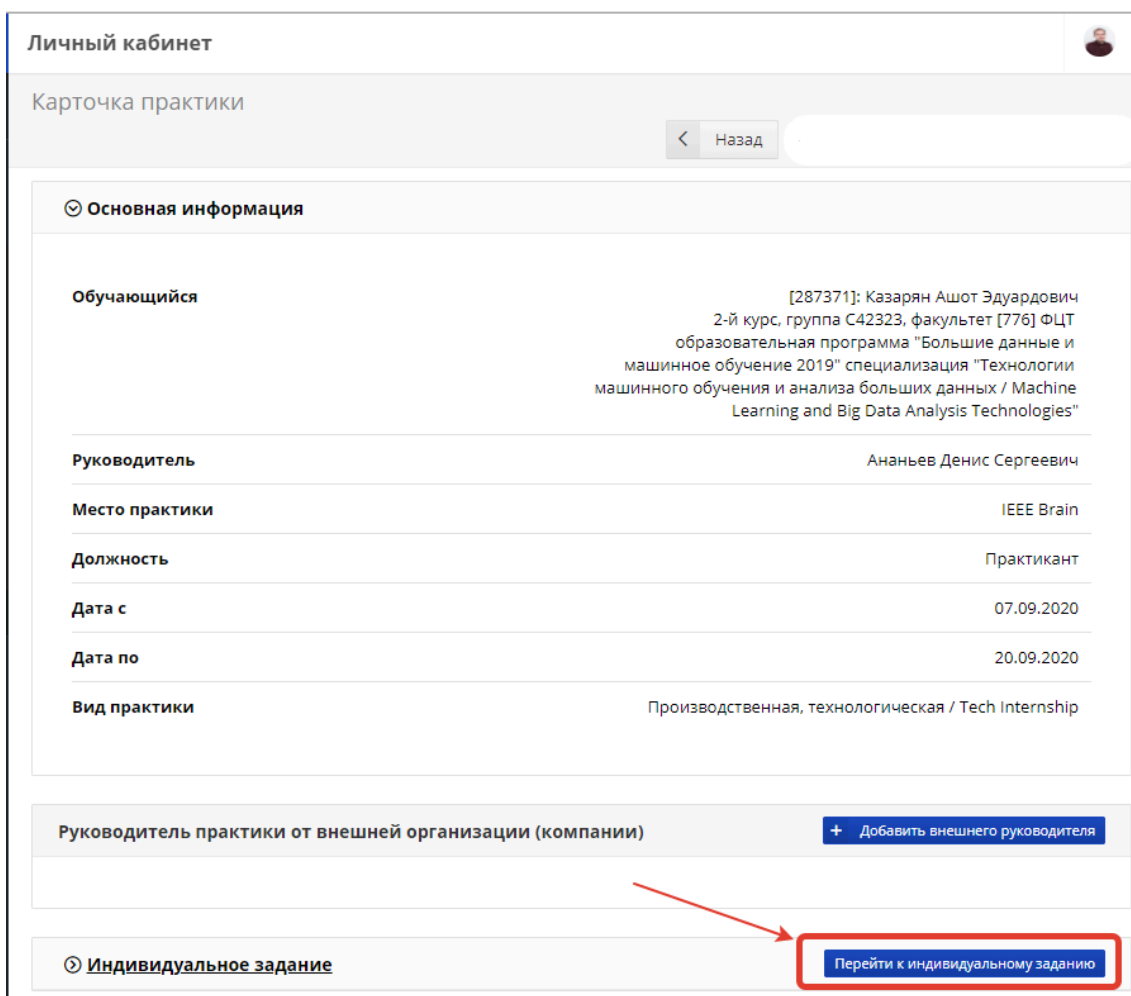 Личный кабинет
Карточка практики
Назад
Основная информация
Обучающийся
[287371]: Казарян Ашот Эдуардович
2-й курс, группа С42323, факультет [776] ФЦТ
образовательная программа "Большие данные и
машинное обучение 2019" специализация "Технологии
машинного обучения и анализа больших данных / Machine
Learning and Big Data Analysis Technologies"
Руководитель Ананьев Денис Сергеевич
Место практики IEEE Brain
Должность Практикант
Дата с 07.09.2020
Дата по 20.09.2020
Вид практики Производственная, технологическая / Tech Internship
Руководитель практики от внешней организации (компании) + Добавить внешнего руководителя
Индивидуальное задание Перейти к индивидуальному заданию